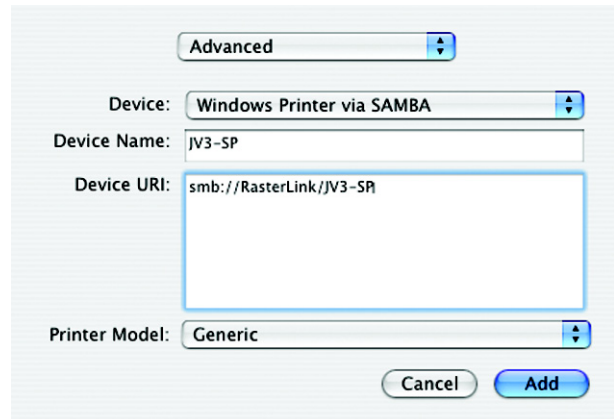 Advanced
Device: Windows Printer via SAMBA
Device Name: JV3-SP
Device URI: smb://RasterLink/JV3-SP
Printer Model: Generic
Cancel Add